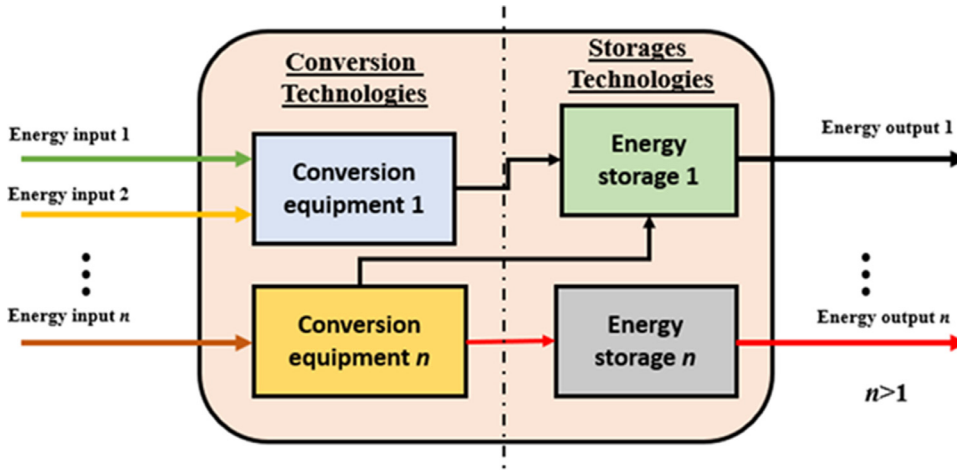 Conversion
Technologies
Storages
Technologies
Energy input 1
Energy input 2
Energy input n
Conversion
equipment 1
Conversion
equipment n
Energy
storage 1
Energy
storage n
Energy output 1
Energy output n
n>1